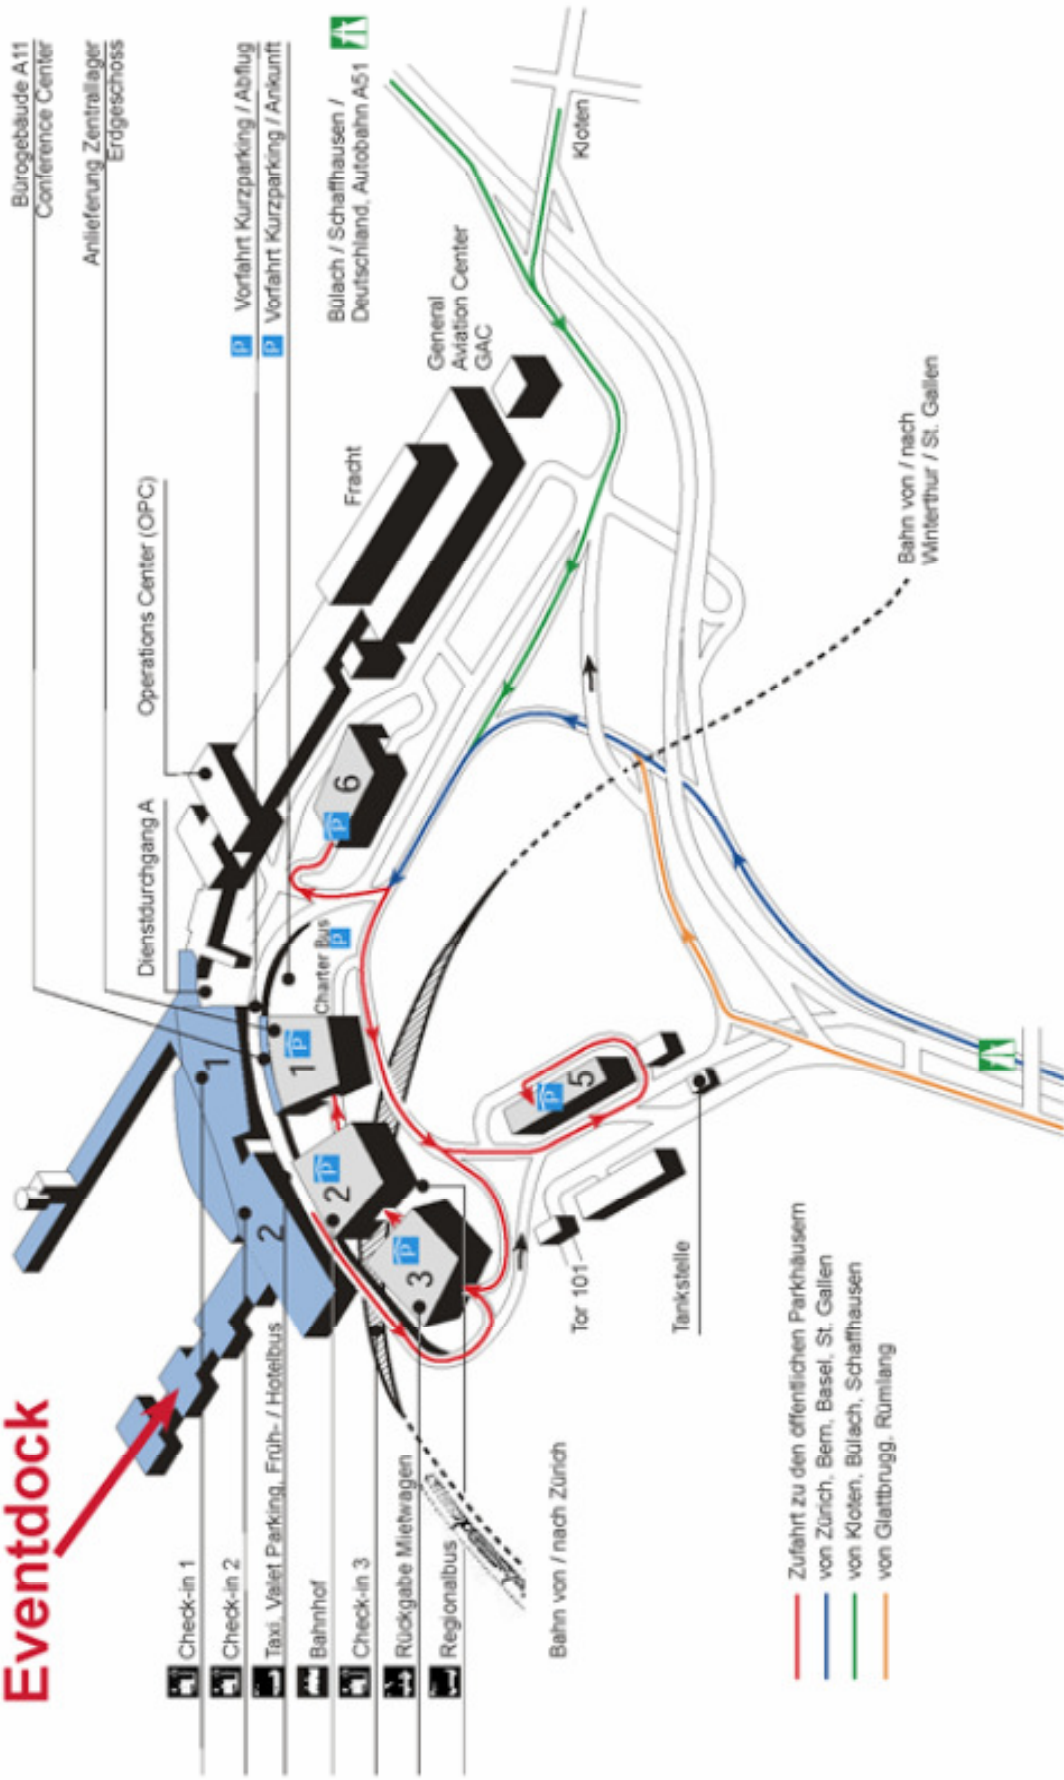 Eventdock
Bürogebäude A11
Conference Center
Anlieferung Zentrallager
Erdgeschoss
Operations Center (OPC)
Dienstdurchgang A
P Vorfahrt Kurzparking / Abflug
P Vorfahrt Kurzparking / Ankunft
Bülach / Schaffhausen /
Deutschland, Autobahn A51
Kloten
General
Aviation Center
GAC
Fracht
6
P
Charter Bus
P
1
1
P
2
2
P
3
P
5
P
Bahn von / nach
Winterthur / St. Gallen
Check-in 1
Check-in 2
Taxi, Valet Parking, Früh- / Hotelbus
Bahnhof
Check-in 3
Rückgabe Mietwagen
Regionalbus
Bahn von / nach Zürich
Tor 101
Tankstelle
Zufahrt zu den öffentlichen Parkhäusern
von Zürich, Bern, Basel, St. Gallen
von Kloten, Bülach, Schaffhausen
von Glattbrugg, Rümlang